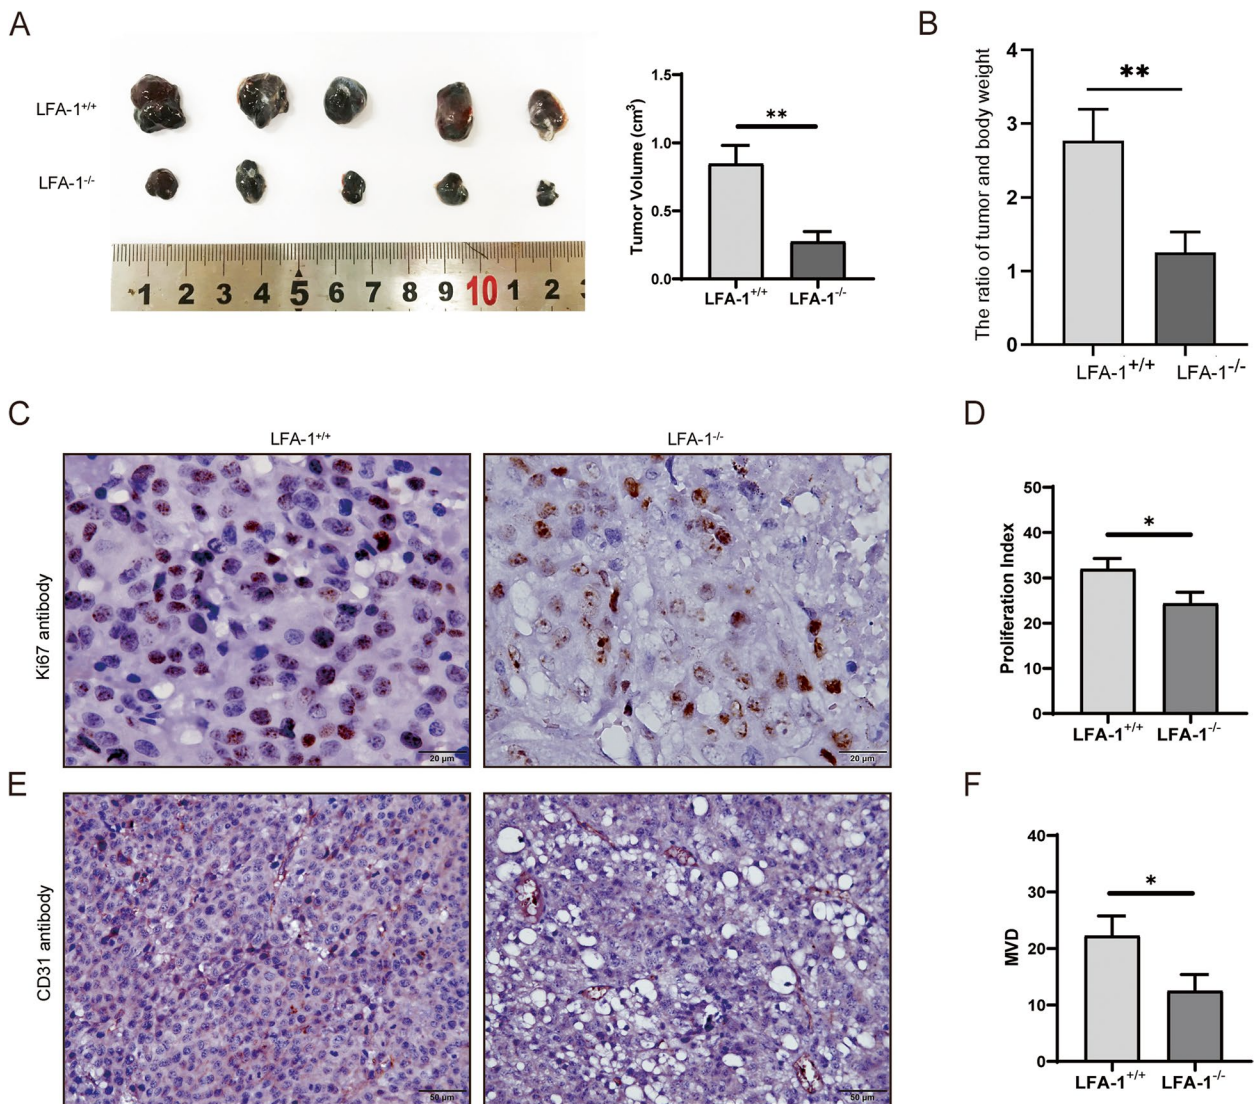 A
LFA-1+/+
LFA-1-/-
1 2 3 4 5 6 7 8 9 10 1 2
Tumor Volume (cm3)
1.5
1.0
0.5
0.0
**
LFA-1+/+ LFA-1-/-
B
The ratio of tumor and body weight
4
3
2
1
0
**
LFA-1+/+ LFA-1-/-
C
LFA-1+/+ LFA-1-/-
Ki67 antibody
20 μm
20 μm
D
Proliferation Index
50
40
30
20
10
0
*
LFA-1+/+ LFA-1-/-
E
CD31 antibody
50 μm
50 μm
F
MVD
40
30
20
10
0
*
LFA-1+/+ LFA-1-/-